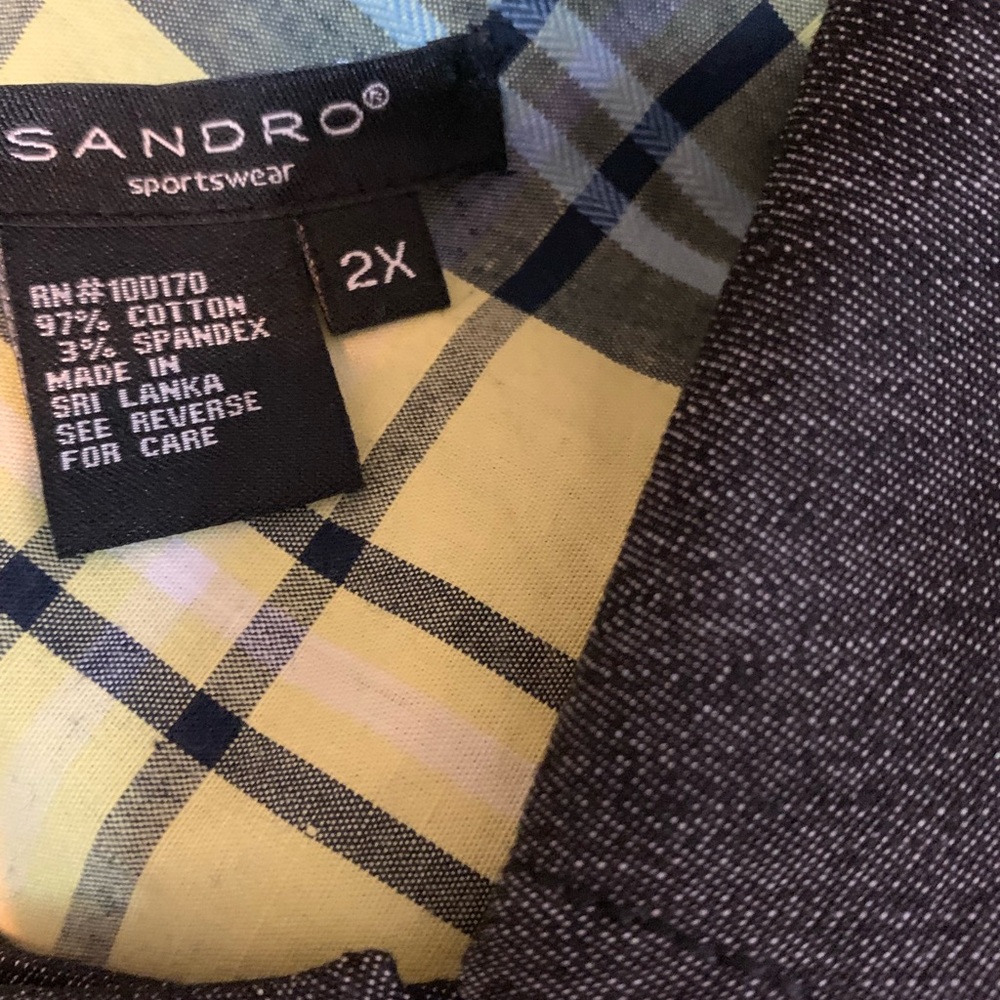 SANDRO®
sportswear
2X
RN#100170
97% COTTON
3% SPANDEX
MADE IN
SRI LANKA
SEE REVERSE
FOR CARE